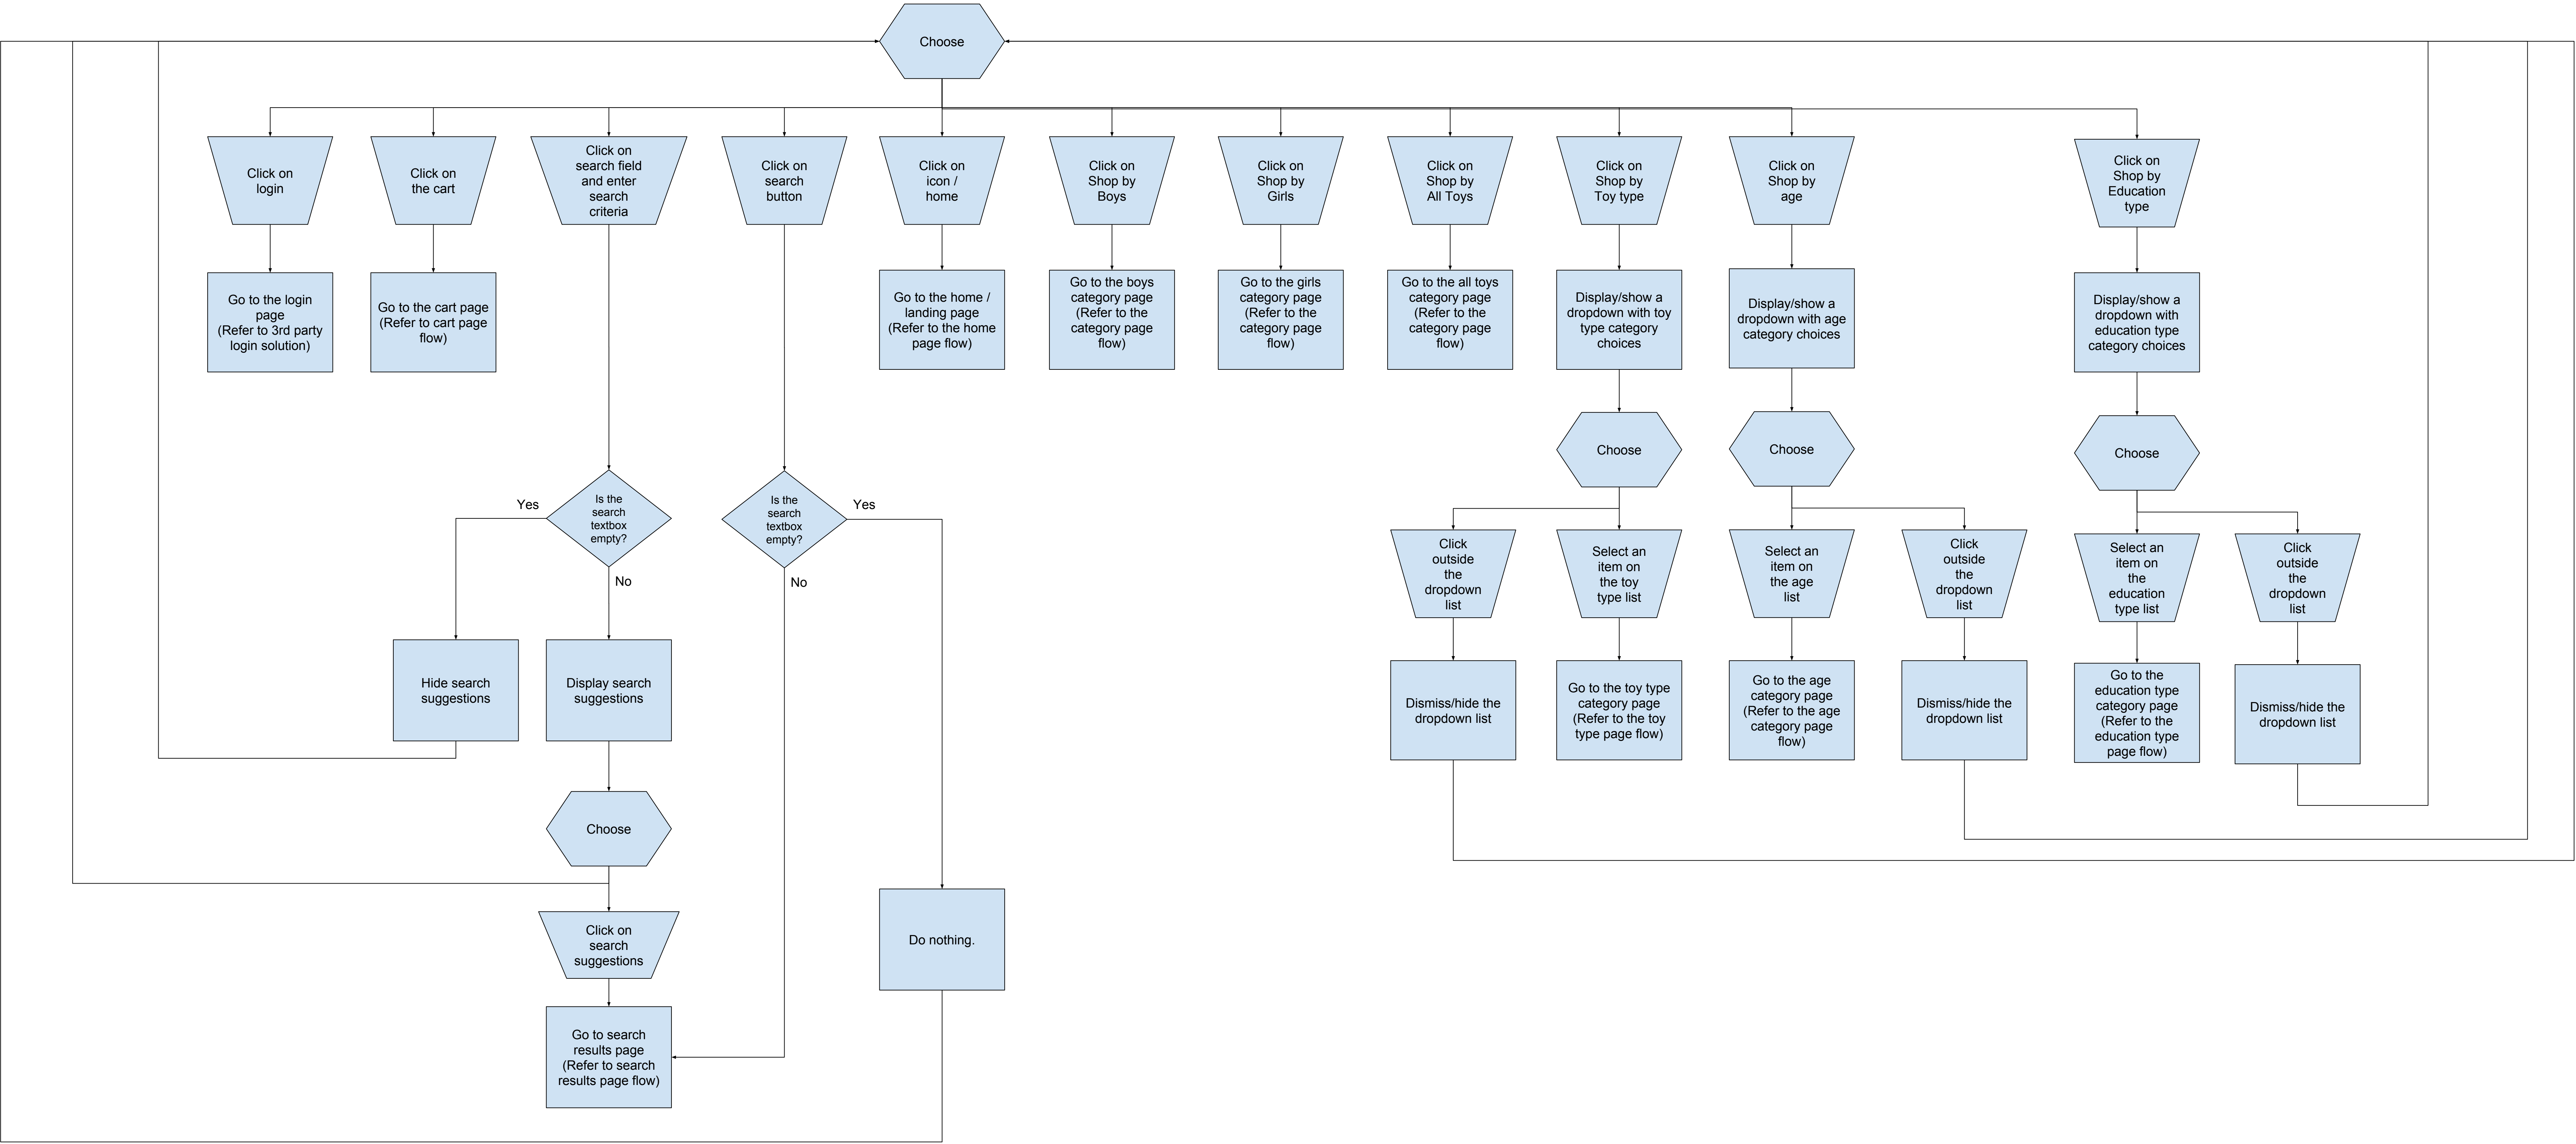 Choose
Click on
login
Click on
the cart
Click on
search field
and enter
search
criteria
Click on
search
button
Click on
icon /
home
Click on
Shop by
Boys
Click on
Shop by
Girls
Click on
Shop by
All Toys
Click on
Shop by
Toy type
Click on
Shop by
age
Click on
Shop by
Education
type
Go to the login
page
(Refer to 3rd party
login solution)
Go to the cart page
(Refer to cart page
flow)
Go to the home /
landing page
(Refer to the home
page flow)
Go to the boys
category page
(Refer to the
category page
flow)
Go to the girls
category page
(Refer to the
category page
flow)
Go to the all toys
category page
(Refer to the
category page
flow)
Display/show a
dropdown with toy
type category
choices
Display/show a
dropdown with age
category choices
Display/show a
dropdown with
education type
category choices
Choose
Choose
Choose
Yes
Is the
search
textbox
empty?
No
Is the
search
textbox
empty?
Yes
No
Click
outside
the
dropdown
list
Select an
item on
the toy
type list
Select an
item on
the age
list
Click
outside
the
dropdown
list
Select an
item on
the
education
type list
Click
outside
the
dropdown
list
Hide search
suggestions
Display search
suggestions
Dismiss/hide the
dropdown list
Go to the toy type
category page
(Refer to the toy
type page flow)
Go to the age
category page
(Refer to the age
category page
flow)
Dismiss/hide the
dropdown list
Go to the
education type
category page
(Refer to the
education type
page flow)
Dismiss/hide the
dropdown list
Choose
Click on
search
suggestions
Do nothing.
Go to search
results page
(Refer to search
results page flow)